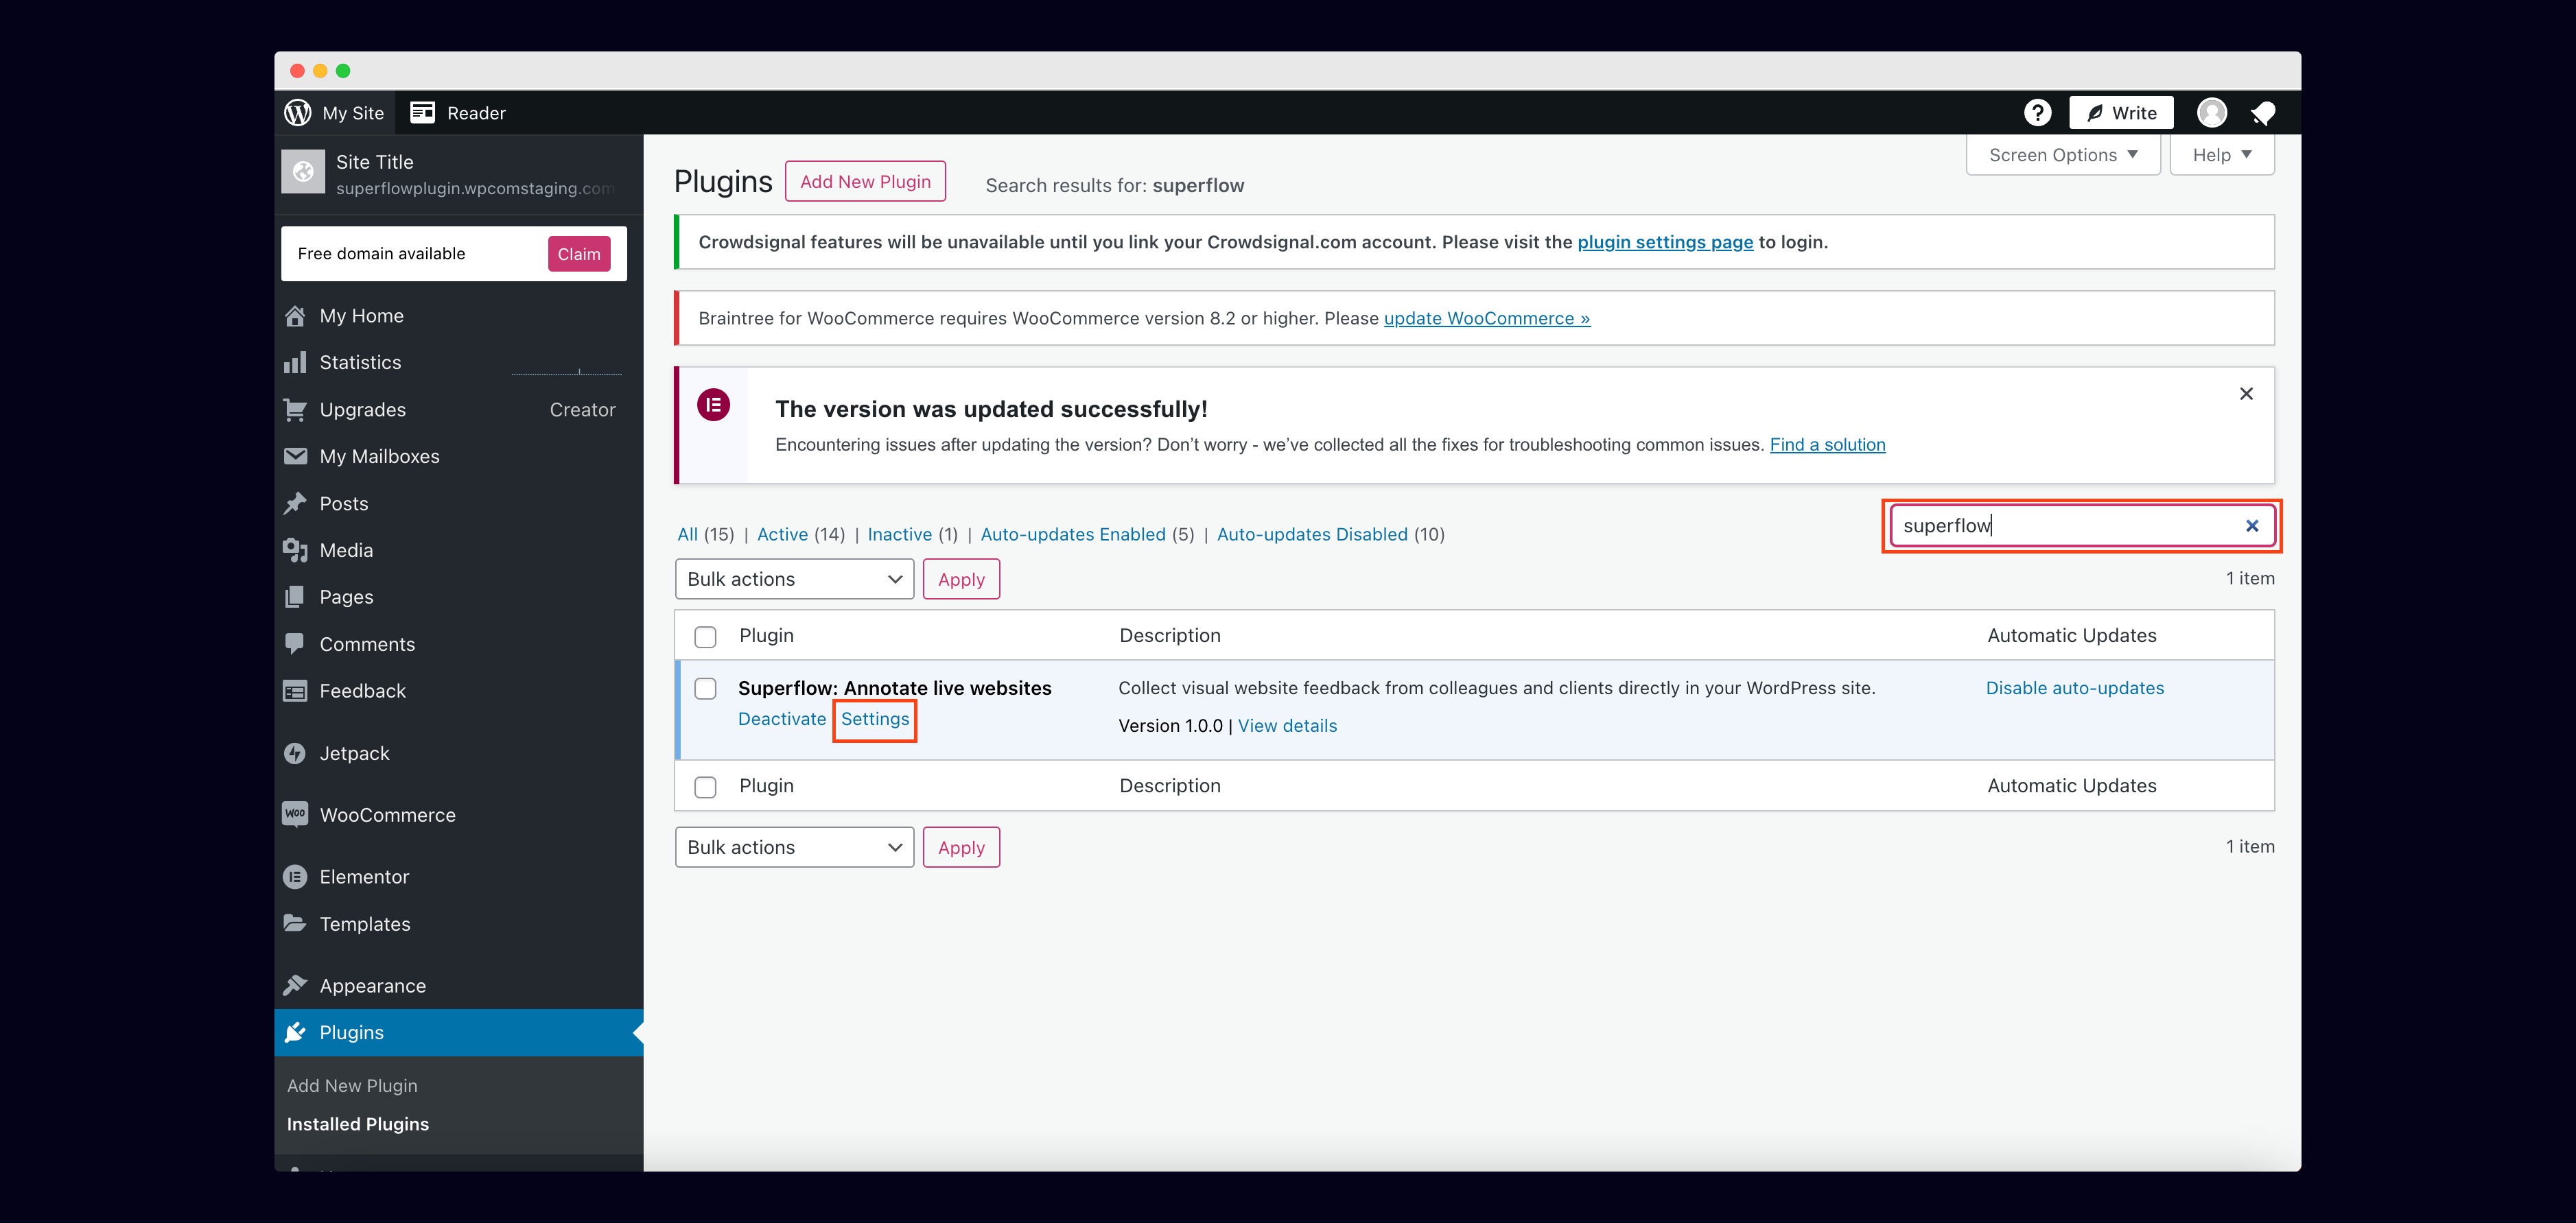 My Site
Reader
Write
Site Title
superflowplugin.wpcomstaging.com
Free domain available
Claim
My Home
Statistics
Upgrades Creator
My Mailboxes
Posts
Media
Pages
Comments
Feedback
Jetpack
WooCommerce
Elementor
Templates
Appearance
Plugins
Add New Plugin
Installed Plugins
Screen Options ▼
Help ▼
Plugins
Add New Plugin
Search results for: superflow
Crowdsignal features will be unavailable until you link your Crowdsignal.com account. Please visit the plugin settings page to login.
Braintree for WooCommerce requires WooCommerce version 8.2 or higher. Please update WooCommerce »
The version was updated successfully!
Encountering issues after updating the version? Don’t worry - we’ve collected all the fixes for troubleshooting common issues. Find a solution
superflow
All (15) | Active (14) | Inactive (1) | Auto-updates Enabled (5) | Auto-updates Disabled (10)
Bulk actions
Apply
1 item
Plugin Description Automatic Updates
Superflow: Annotate live websites
Deactivate Settings
Collect visual website feedback from colleagues and clients directly in your WordPress site.
Version 1.0.0 | View details
Disable auto-updates
Plugin Description Automatic Updates
Bulk actions
Apply
1 item